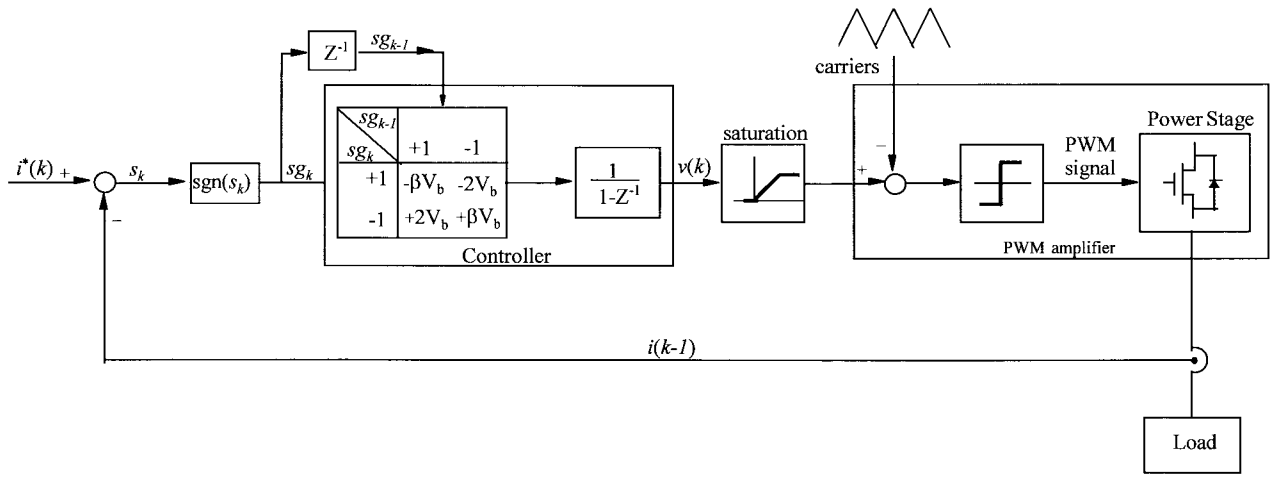 Z⁻¹
sg_{k-1}
carriers
sg_{k-1}
sg_k
+1 -1
+1 -βV_b -2V_b
-1 +2V_b +βV_b
Controller
i*(k) +
−
s_k
sgn(s_k)
sg_k
1
1-Z⁻¹
v(k)
saturation
+
−
PWM
signal
Power Stage
PWM amplifier
i(k-1)
Load